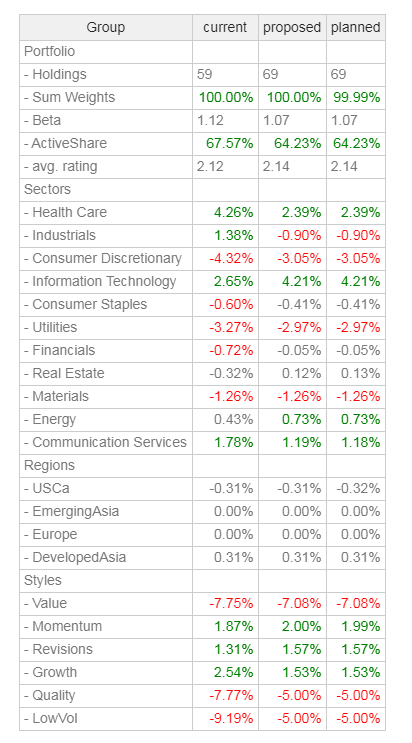 Group current proposed planned
Portfolio
- Holdings 59 69 69
- Sum Weights 100.00% 100.00% 99.99%
- Beta 1.12 1.07 1.07
- ActiveShare 67.57% 64.23% 64.23%
- avg. rating 2.12 2.14 2.14
Sectors
- Health Care 4.26% 2.39% 2.39%
- Industrials 1.38% -0.90% -0.90%
- Consumer Discretionary -4.32% -3.05% -3.05%
- Information Technology 2.65% 4.21% 4.21%
- Consumer Staples -0.60% -0.41% -0.41%
- Utilities -3.27% -2.97% -2.97%
- Financials -0.72% -0.05% -0.05%
- Real Estate -0.32% 0.12% 0.13%
- Materials -1.26% -1.26% -1.26%
- Energy 0.43% 0.73% 0.73%
- Communication Services 1.78% 1.19% 1.18%
Regions
- USCa -0.31% -0.31% -0.32%
- EmergingAsia 0.00% 0.00% 0.00%
- Europe 0.00% 0.00% 0.00%
- DevelopedAsia 0.31% 0.31% 0.31%
Styles
- Value -7.75% -7.08% -7.08%
- Momentum 1.87% 2.00% 1.99%
- Revisions 1.31% 1.57% 1.57%
- Growth 2.54% 1.53% 1.53%
- Quality -7.77% -5.00% -5.00%
- LowVol -9.19% -5.00% -5.00%